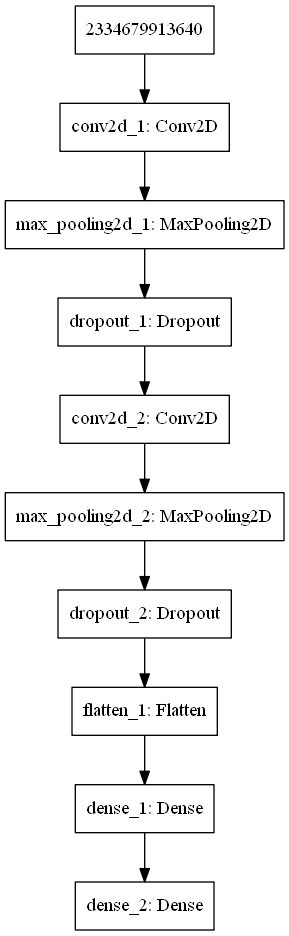 2334679913640
conv2d_1: Conv2D
max_pooling2d_1: MaxPooling2D
dropout_1: Dropout
conv2d_2: Conv2D
max_pooling2d_2: MaxPooling2D
dropout_2: Dropout
flatten_1: Flatten
dense_1: Dense
dense_2: Dense